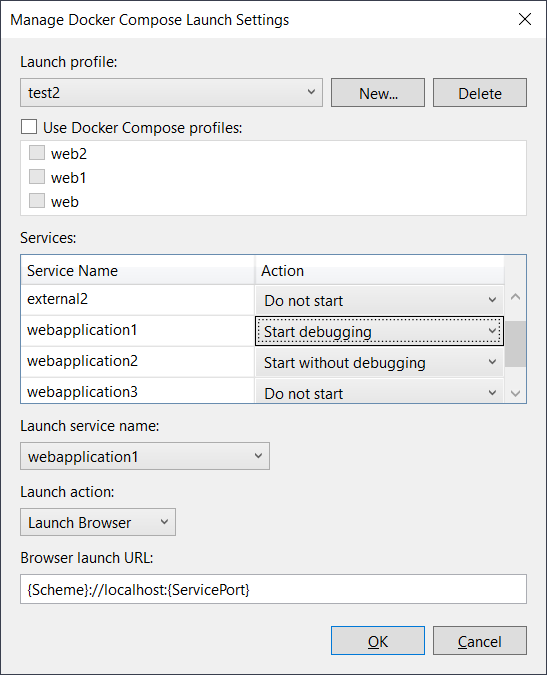 Manage Docker Compose Launch Settings
Launch profile:
test2 New... Delete
Use Docker Compose profiles:
web2
web1
web
Services:
Service Name Action
external2 Do not start
webapplication1 Start debugging
webapplication2 Start without debugging
webapplication3 Do not start
Launch service name:
webapplication1
Launch action:
Launch Browser
Browser launch URL:
{Scheme}://localhost:{ServicePort}
OK Cancel